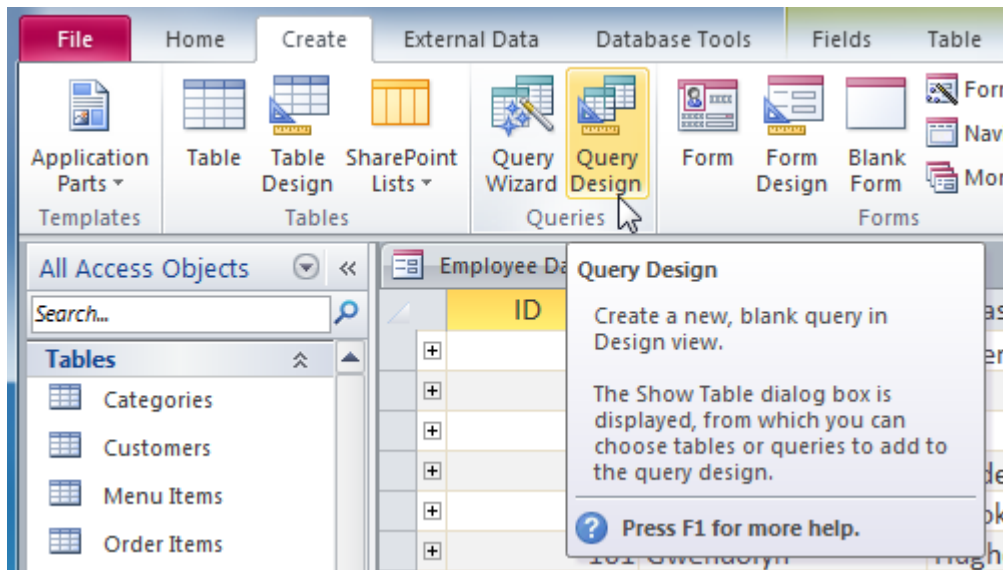 File Home Create External Data Database Tools Fields Table
Application Parts
Table
Table Design
SharePoint Lists
Query Wizard
Query Design
Form
Form Design
Blank Form
Templates Tables Queries Forms
All Access Objects
Search...
Tables
Categories
Customers
Menu Items
Order Items
Employee
ID
Query Design
Create a new, blank query in
Design view.
The Show Table dialog box is
displayed, from which you can
choose tables or queries to add to
the query design.
Press F1 for more help.